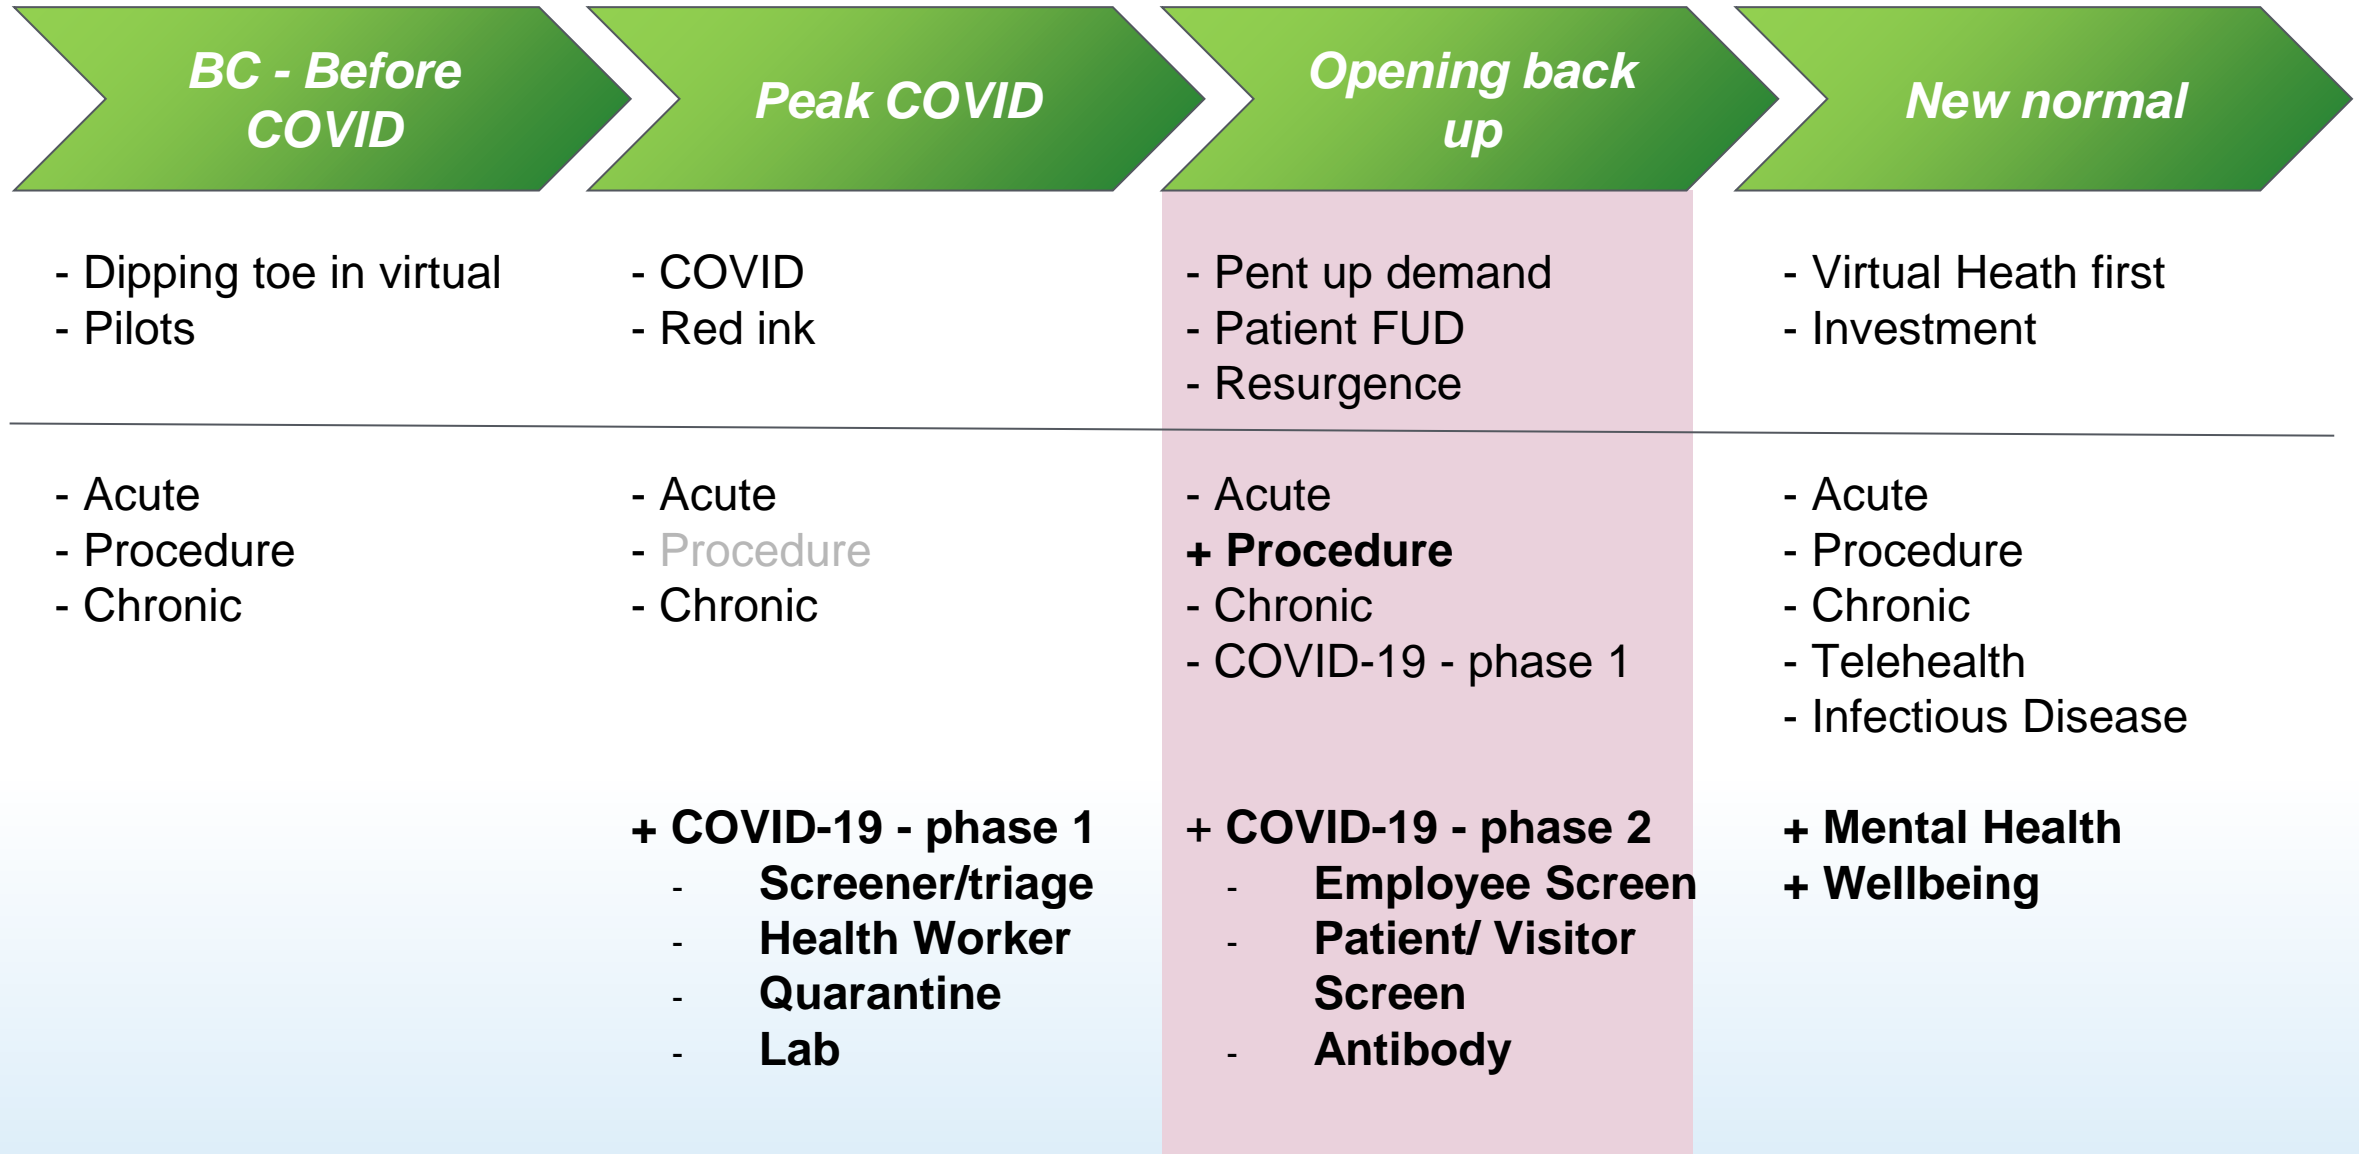 BC - Before
COVID
Peak COVID
Opening back
up
New normal
- Dipping toe in virtual
- Pilots
- COVID
- Red ink
- Pent up demand
- Patient FUD
- Resurgence
- Virtual Heath first
- Investment
- Acute
- Procedure
- Chronic
- Acute
- Procedure
- Chronic
+ COVID-19 - phase 1
- Screener/triage
- Health Worker
- Quarantine
- Lab
- Acute
+ Procedure
- Chronic
- COVID-19 - phase 1
+ COVID-19 - phase 2
- Employee Screen
- Patient/ Visitor
Screen
- Antibody
- Acute
- Procedure
- Chronic
- Telehealth
- Infectious Disease
+ Mental Health
+ Wellbeing